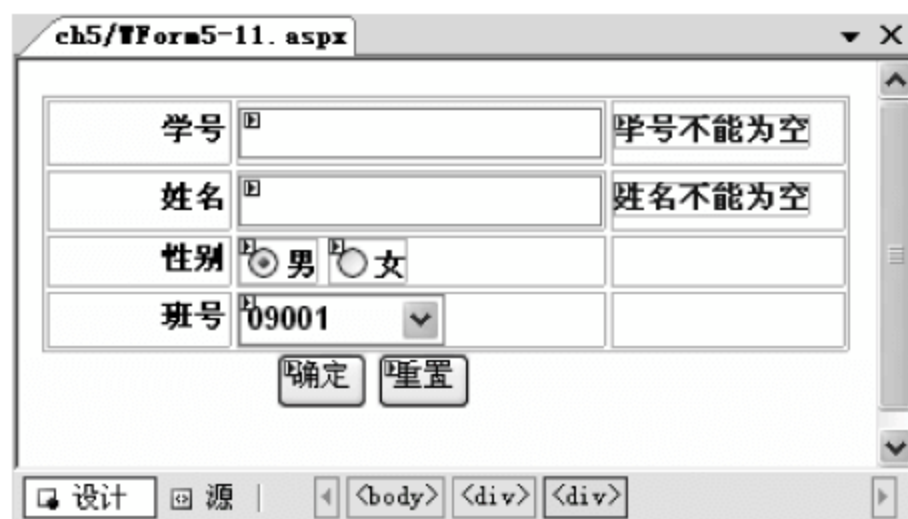 ch5/WForm5-11.aspx
学号 学号不能为空
姓名 姓名不能为空
性别 男 女
班号 09001
确定 重置
设计 源 <body> <div> <div>